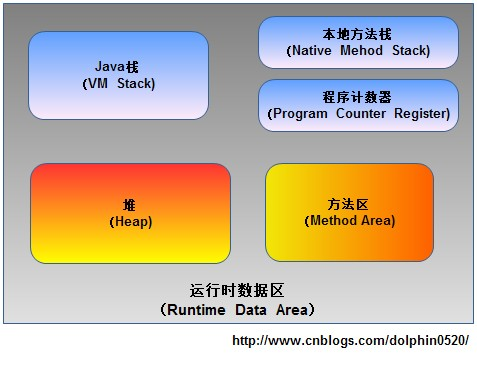 Java栈
(VM Stack)
本地方法栈
(Native Mehod Stack)
程序计数器
(Program Counter Register)
堆
(Heap)
方法区
(Method Area)
运行时数据区
(Runtime Data Area)
http://www.cnblogs.com/dolphin0520/